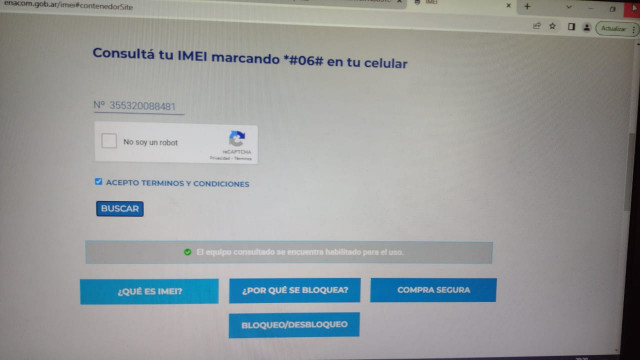 enacom.gob.ar/imei#contenedorSite
IMEI
Actualizar
Consultá tu IMEI marcando *#06# en tu celular
Nº 355320088481
No soy un robot
reCAPTCHA
Privacidad - Términos
ACEPTO TERMINOS Y CONDICIONES
BUSCAR
El equipo consultado se encuentra habilitado para el uso.
¿QUÉ ES IMEI?
¿POR QUÉ SE BLOQUEA?
COMPRA SEGURA
BLOQUEO/DESBLOQUEO